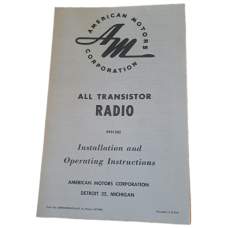 AMERICAN MOTORS
AM
CORPORATION
ALL TRANSISTOR
RADIO
Installation and
Operating Instructions
AMERICAN MOTORS CORPORATION
DETROIT 32, MICHIGAN